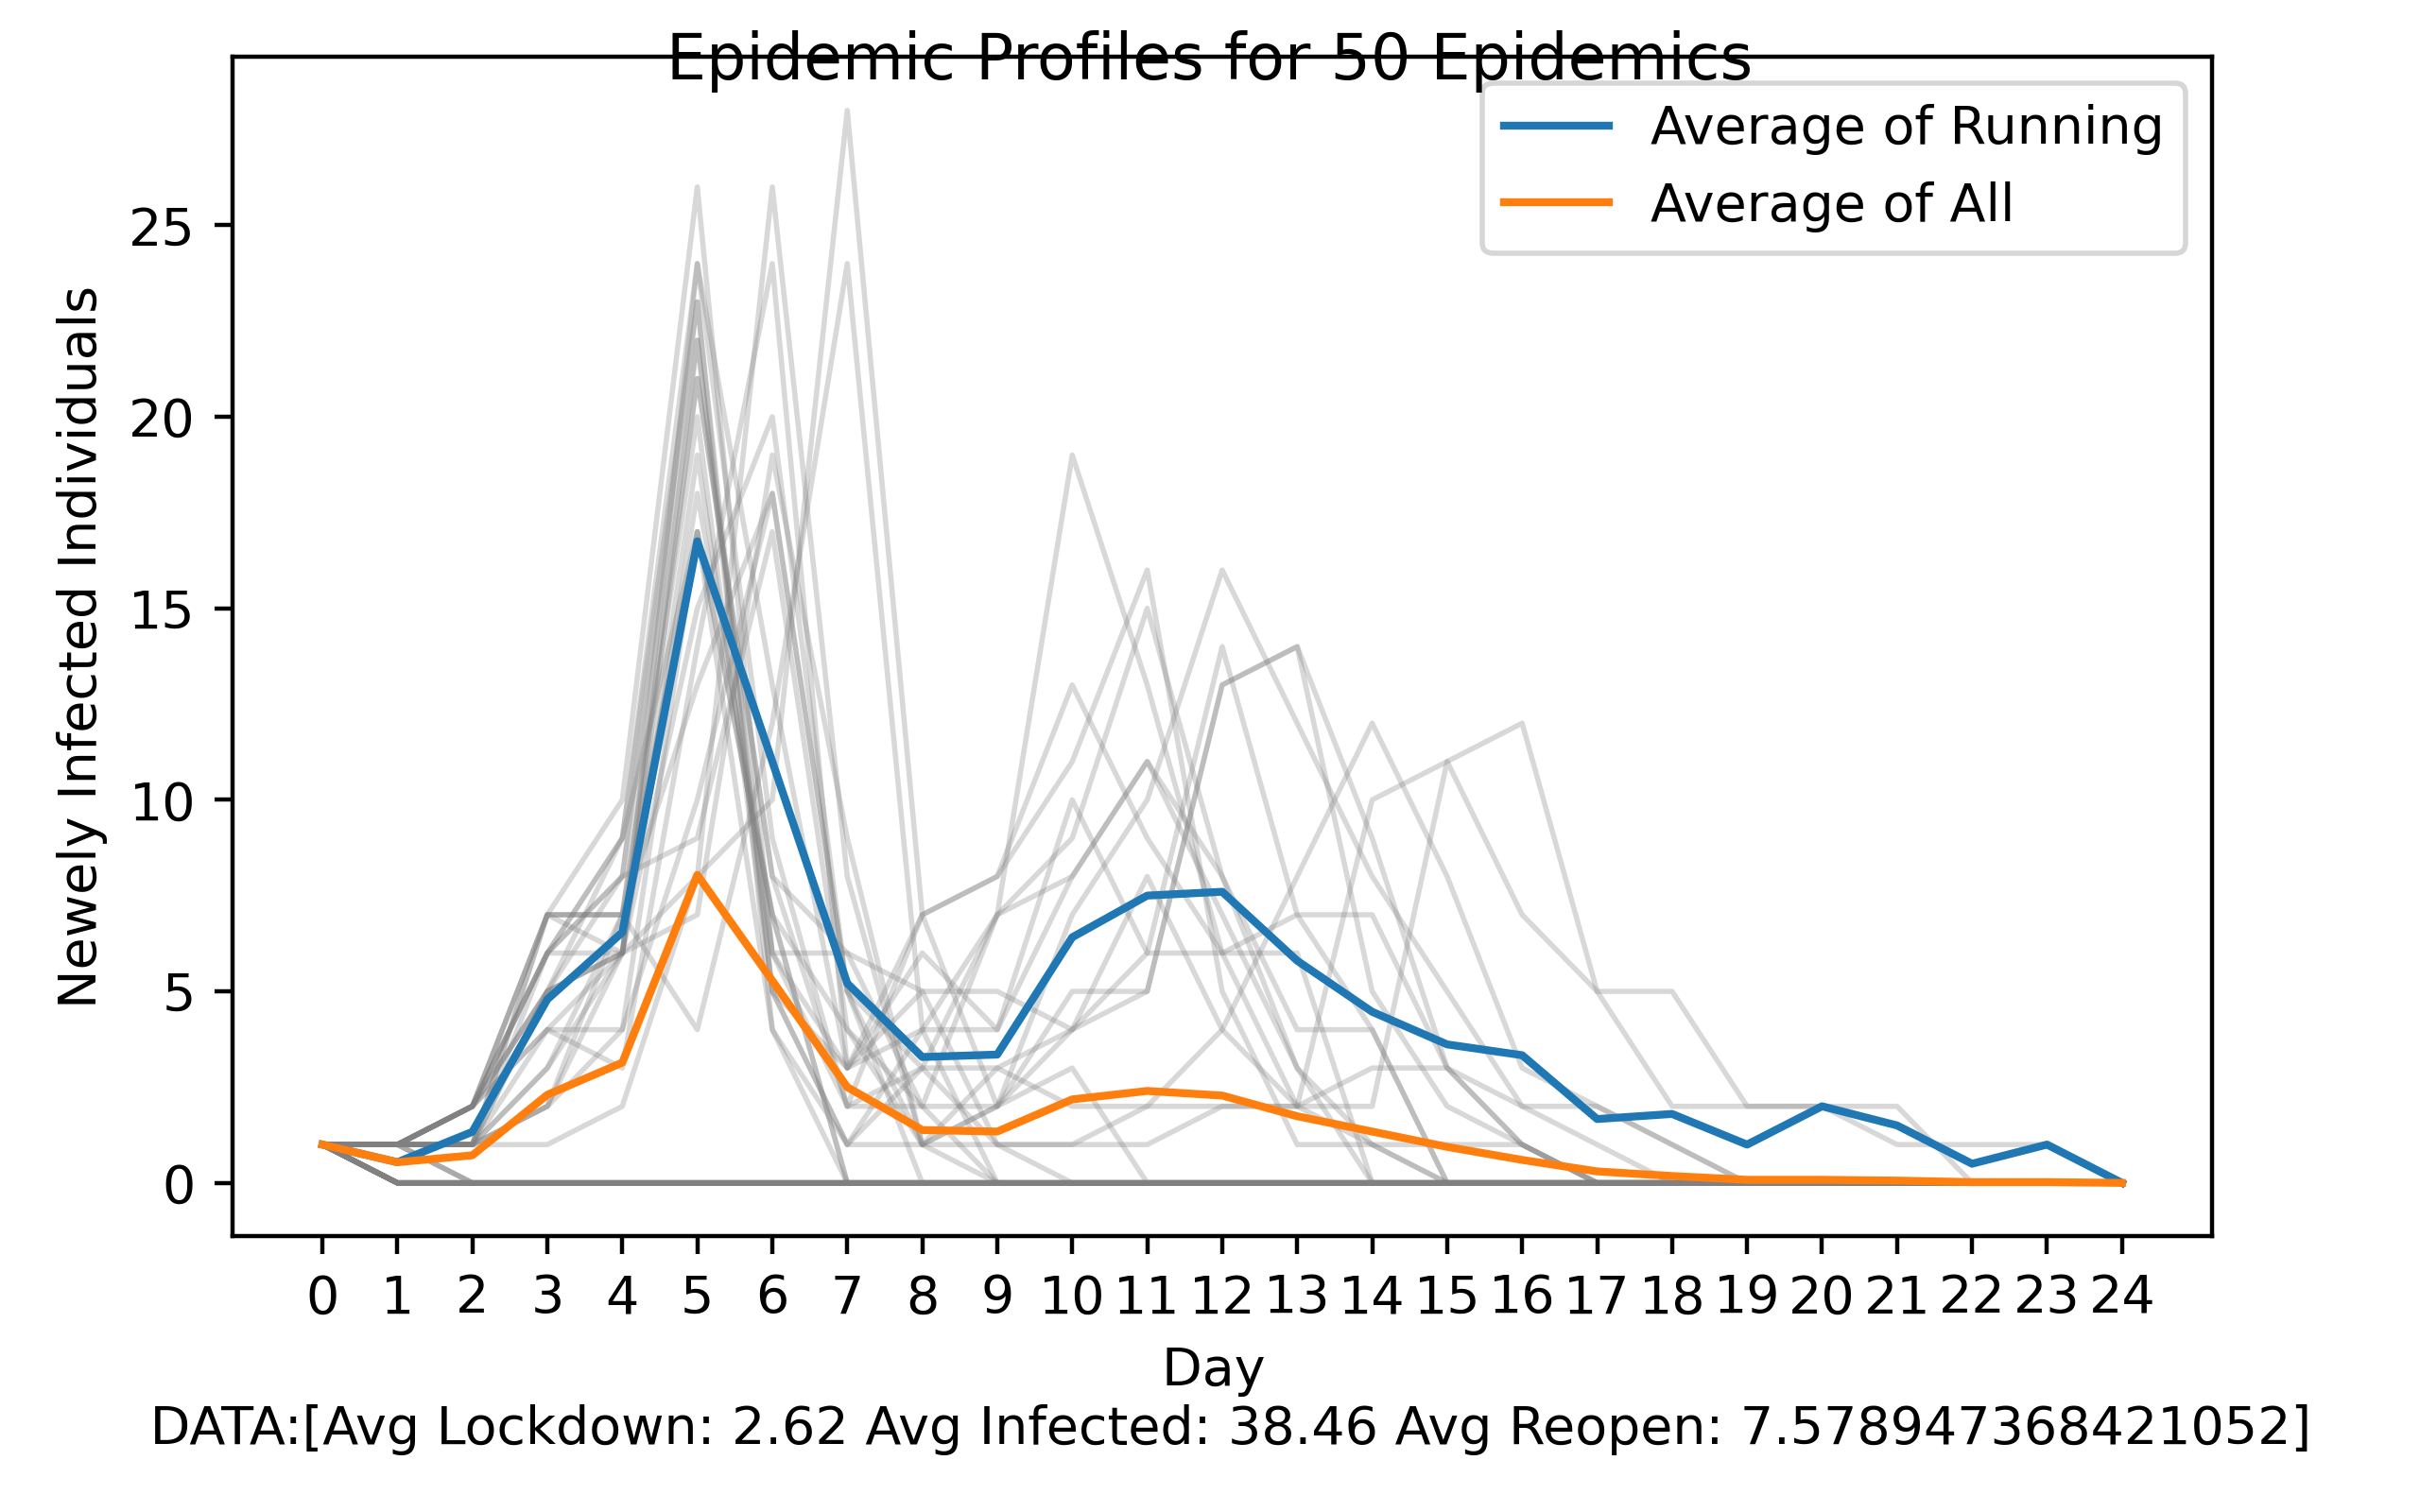 Epidemic Profiles for 50 Epidemics
Average of Running
Average of All
Newely Infected Individuals
25
20
15
10
5
0
0 1 2 3 4 5 6 7 8 9 10 11 12 13 14 15 16 17 18 19 20 21 22 23 24
Day
DATA:[Avg Lockdown: 2.62 Avg Infected: 38.46 Avg Reopen: 7.578947368421052]